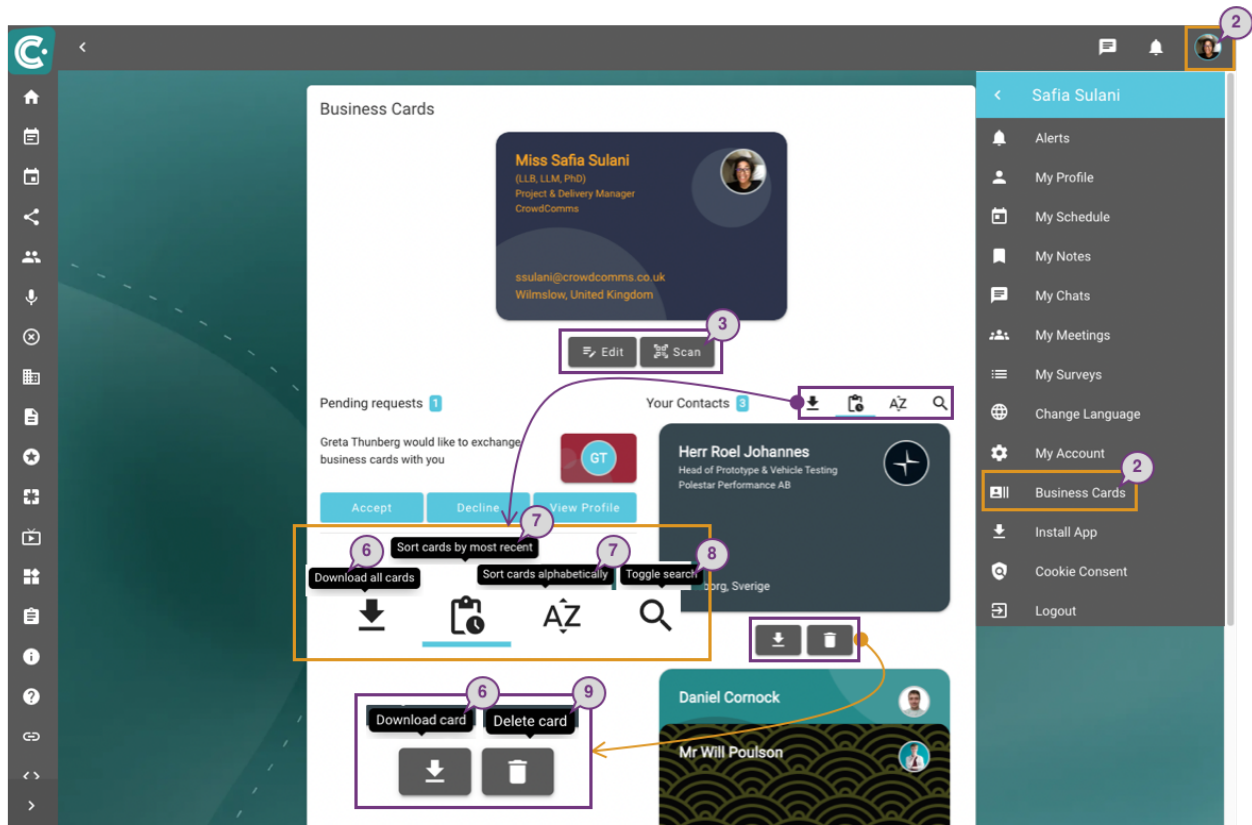 2
Safia Sulani
Alerts
My Profile
My Schedule
My Notes
My Chats
My Meetings
My Surveys
Change Language
My Account
2
Business Cards
Install App
Cookie Consent
Logout
Business Cards
Miss Safia Sulani
(LLB, LLM, PhD)
Project & Delivery Manager
CrowdComms
ssulani@crowdcomms.co.uk
Wilmslow, United Kingdom
3
Edit
Scan
Pending requests 1
Greta Thunberg would like to exchange
business cards with you
GT
Accept
Decline
View Profile
Your Contacts 3
AZ
Herr Roel Johannes
Head of Prototype & Vehicle Testing
Polestar Performance AB
borg, Sverige
7
Sort cards by most recent
6
Download all cards
7
Sort cards alphabetically
8
Toggle search
AZ
6
Download card
9
Delete card
Daniel Cornock
Mr Will Poulson